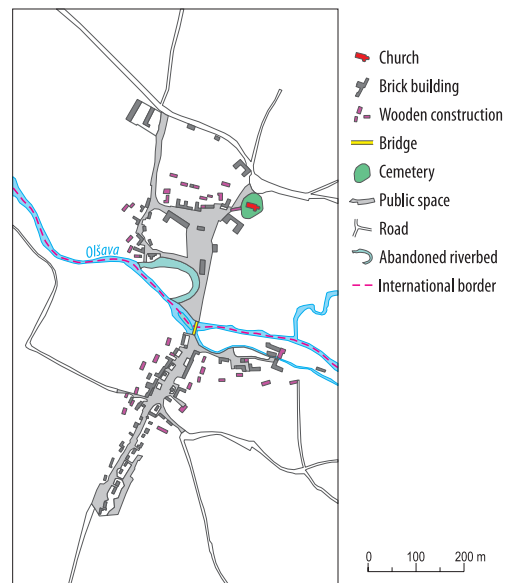 Church
Brick building
Wooden construction
Bridge
Cemetery
Public space
Road
Abandoned riverbed
International border
Olšava
0 100 200 m